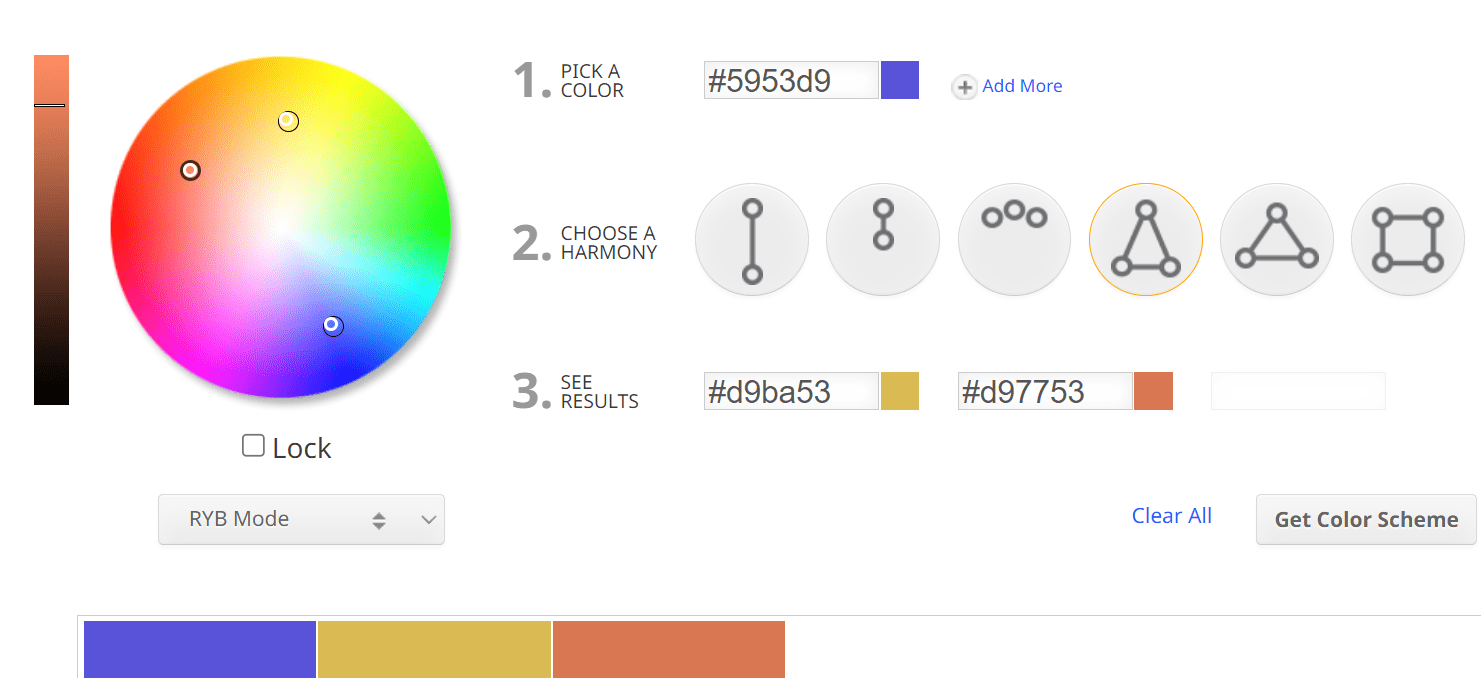 1. PICK A
COLOR
#5953d9
Add More
2. CHOOSE A
HARMONY
3. SEE
RESULTS
#d9ba53
#d97753
Lock
RYB Mode
Clear All
Get Color Scheme